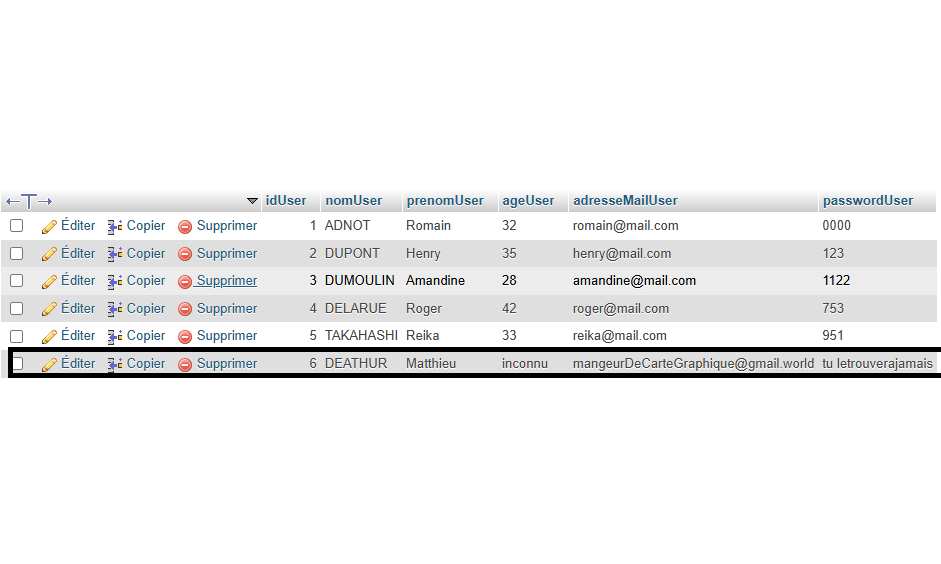 idUser nomUser prenomUser ageUser adresseMailUser passwordUser
Éditer Copier Supprimer 1 ADNOT Romain 32 romain@mail.com 0000
Éditer Copier Supprimer 2 DUPONT Henry 35 henry@mail.com 123
Éditer Copier Supprimer 3 DUMOULIN Amandine 28 amandine@mail.com 1122
Éditer Copier Supprimer 4 DELARUE Roger 42 roger@mail.com 753
Éditer Copier Supprimer 5 TAKAHASHI Reika 33 reika@mail.com 951
Éditer Copier Supprimer 6 DEATHUR Matthieu inconnu mangeurDeCarteGraphique@gmail.world tu letrouverajamais